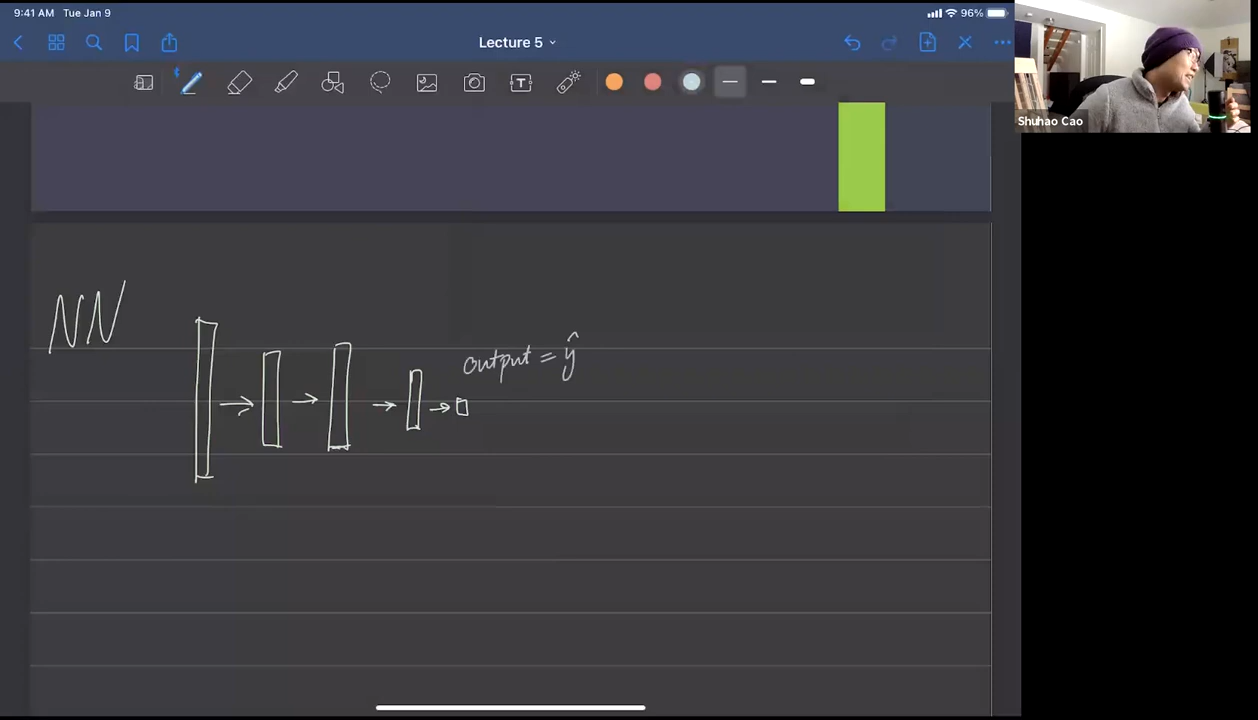 9:41 AM Tue Jan 9
96%
Lecture 5
T
Shuhao Cao
NN
output = ŷ